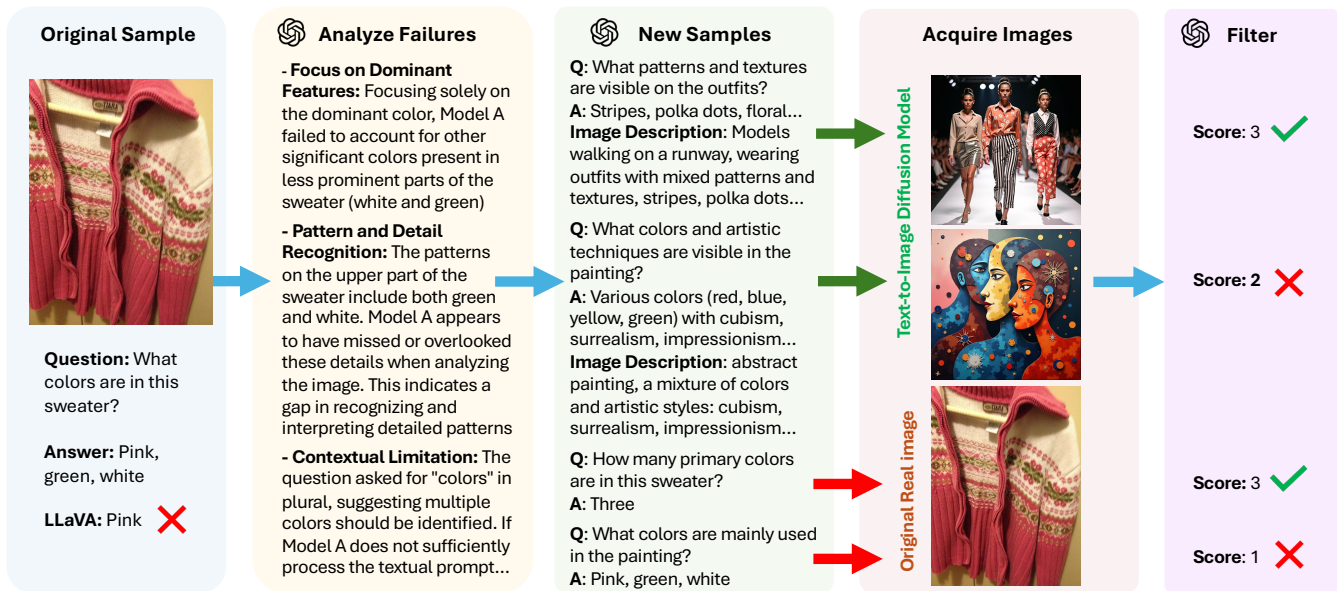 Original Sample
Question: What
colors are in this
sweater?
Answer: Pink,
green, white
LLaVA: Pink
Analyze Failures
- Focus on Dominant
Features: Focusing solely on
the dominant color, Model A
failed to account for other
significant colors present in
less prominent parts of the
sweater (white and green)
- Pattern and Detail
Recognition: The patterns
on the upper part of the
sweater include both green
and white. Model A appears
to have missed or overlooked
these details when analyzing
the image. This indicates a
gap in recognizing and
interpreting detailed patterns
- Contextual Limitation: The
question asked for "colors" in
plural, suggesting multiple
colors should be identified. If
Model A does not sufficiently
process the textual prompt...
New Samples
Q: What patterns and textures
are visible on the outfits?
A: Stripes, polka dots, floral...
Image Description: Models
walking on a runway, wearing
outfits with mixed patterns and
textures, stripes, polka dots...
Q: What colors and artistic
techniques are visible in the
painting?
A: Various colors (red, blue,
yellow, green) with cubism,
surrealism, impressionism...
Image Description: abstract
painting, a mixture of colors
and artistic styles: cubism,
surrealism, impressionism...
Q: How many primary colors
are in this sweater?
A: Three
Q: What colors are mainly used
in the painting?
A: Pink, green, white
Acquire Images
Text-to-Image Diffusion Model
Original Real image
Filter
Score: 3
Score: 2
Score: 3
Score: 1